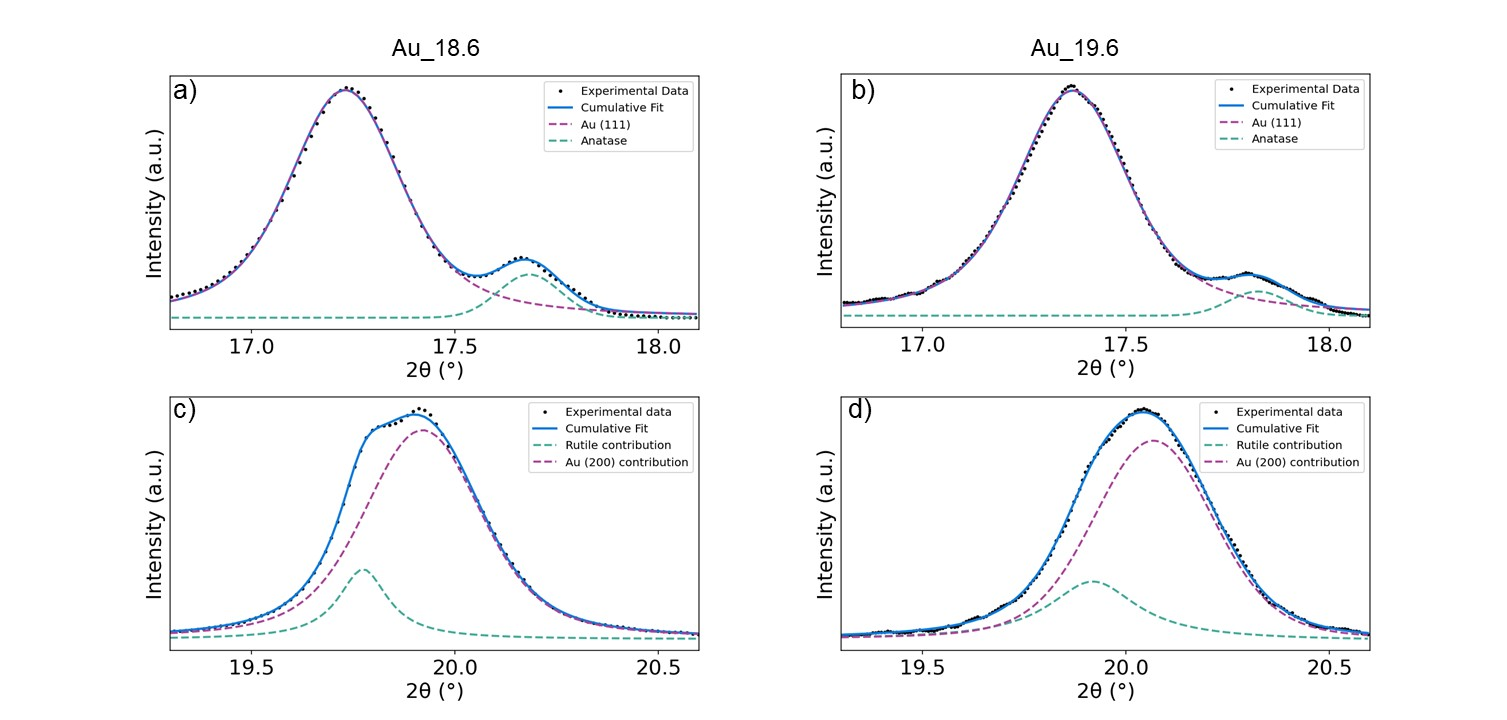 Au_18.6
Au_19.6
a)
Experimental Data
Cumulative Fit
Au (111)
Anatase
Intensity (a.u.)
17.0
17.5
18.0
2θ (°)
b)
Experimental Data
Cumulative Fit
Au (111)
Anatase
Intensity (a.u.)
17.0
17.5
18.0
2θ (°)
c)
Experimental data
Cumulative Fit
Rutile contribution
Au (200) contribution
Intensity (a.u.)
19.5
20.0
20.5
2θ (°)
d)
Experimental data
Cumulative Fit
Rutile contribution
Au (200) contribution
Intensity (a.u.)
19.5
20.0
20.5
2θ (°)